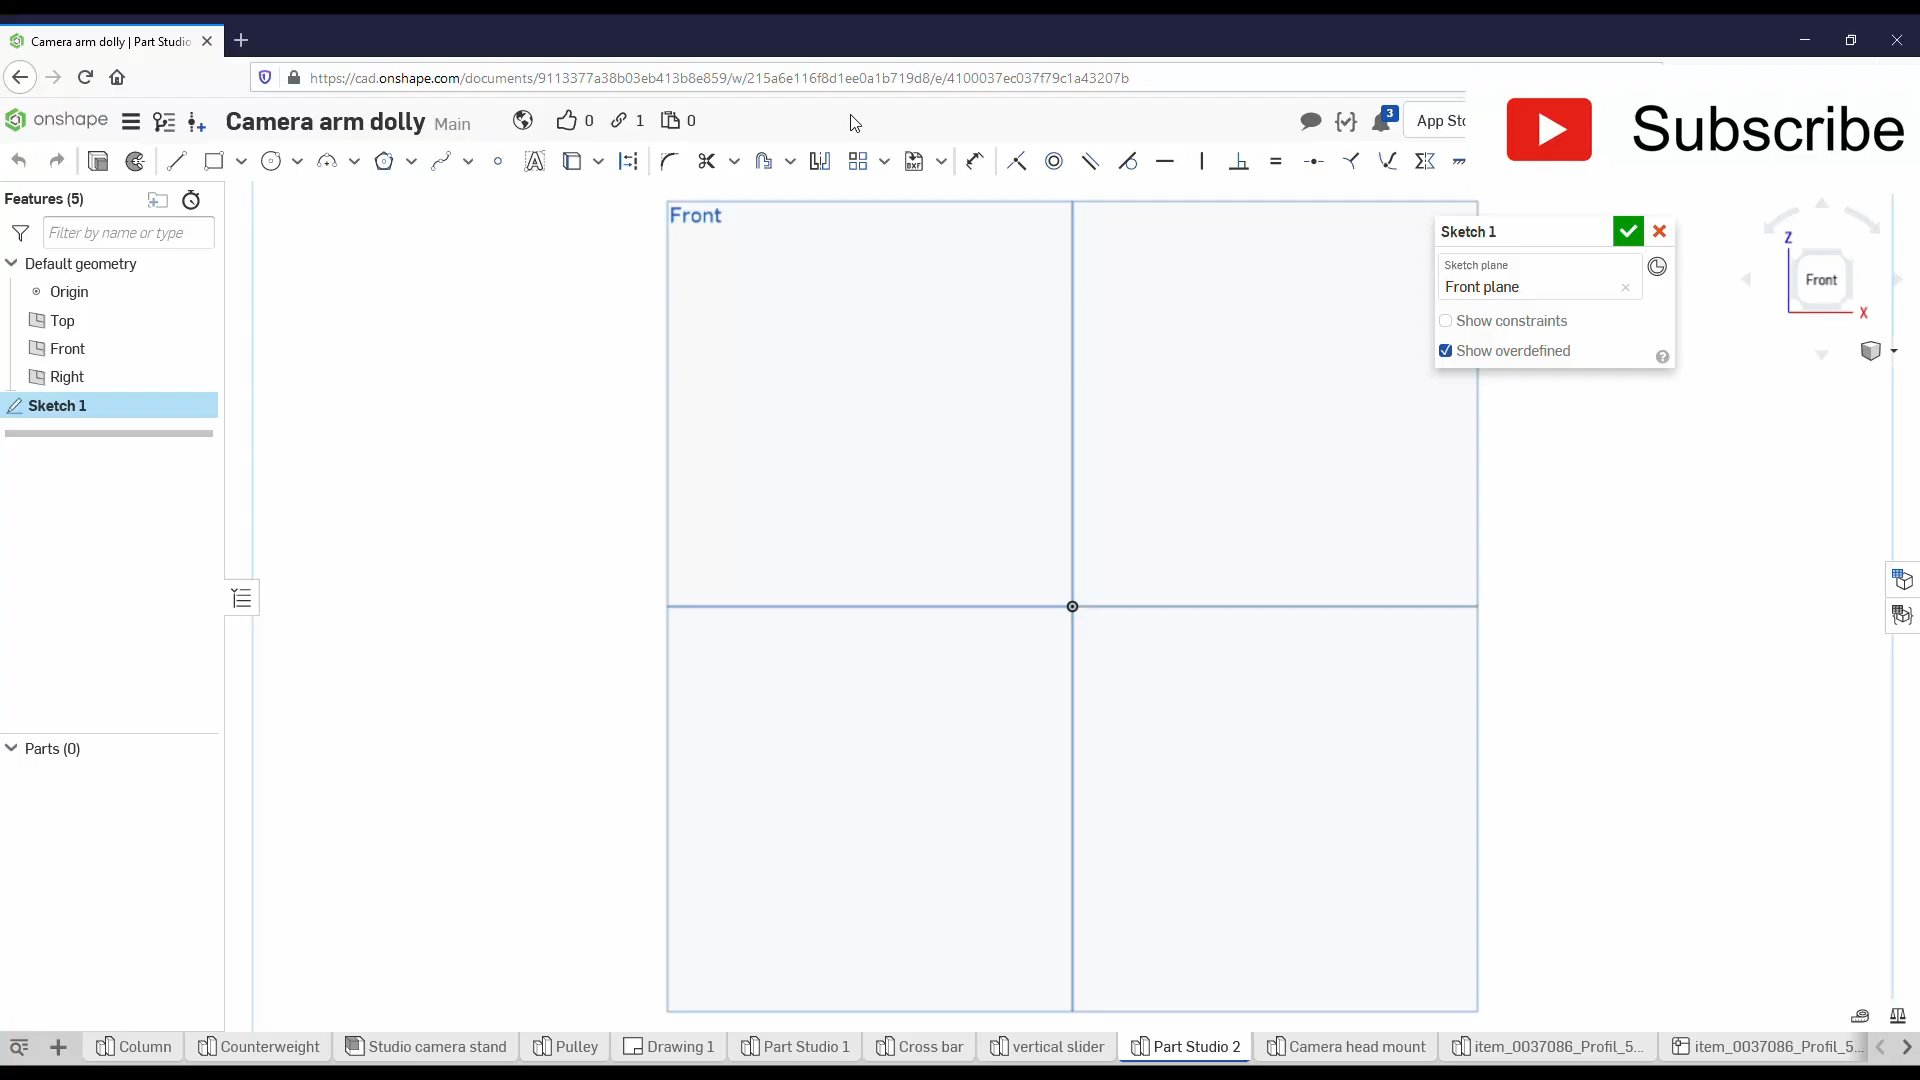 Camera arm dolly | Part Studio
https://cad.onshape.com/documents/9113377a38b03eb413b8e859/w/215a6e116f8d1ee0a1b719d8/e/4100037ec037f79c1a43207b
onshape
Camera arm dolly Main
0
1
0
3
App Sto
Subscribe
Features (5)
Filter by name or type
Default geometry
Origin
Top
Front
Right
Sketch 1
Parts (0)
Front
Sketch 1
Sketch plane
Front plane
Show constraints
Show overdefined
Z
Front
X
Column
Counterweight
Studio camera stand
Pulley
Drawing 1
Part Studio 1
Cross bar
vertical slider
Part Studio 2
Camera head mount
item_0037086_Profil_5...
item_0037086_Profil_5...